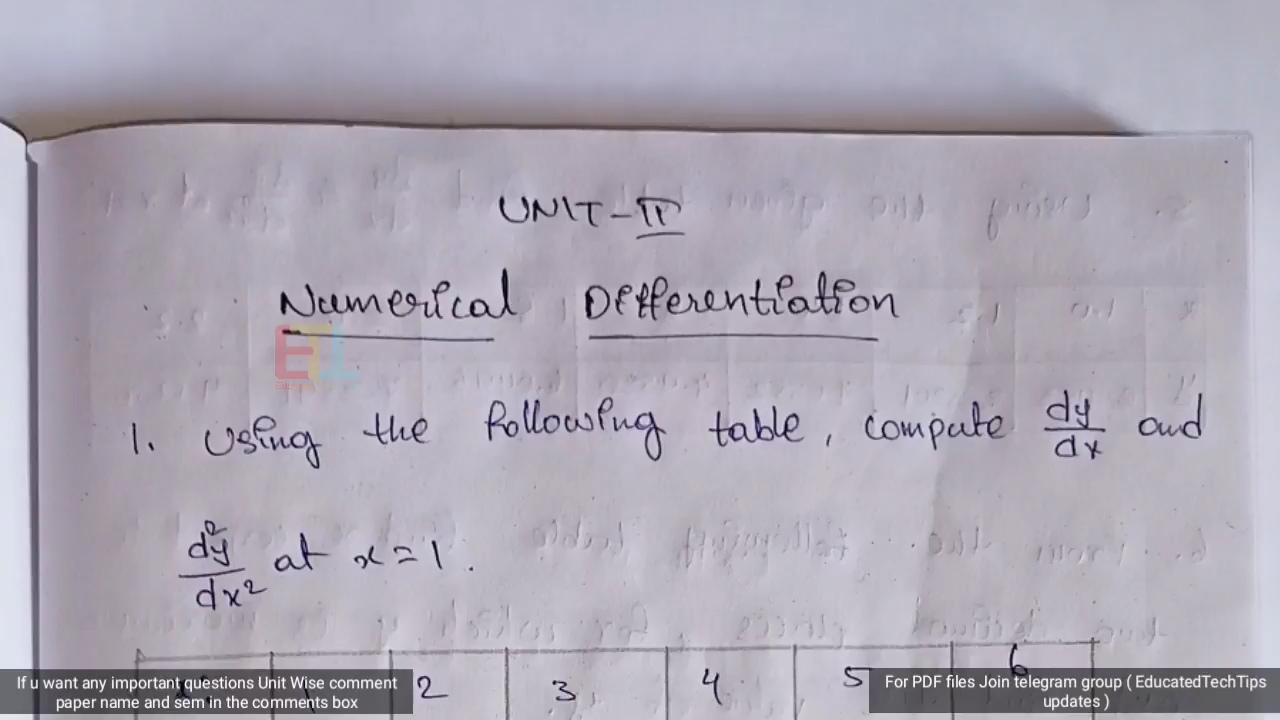 UNIT-II
Numerical Differentiation
1. Using the following table, compute dy/dx and
d²y/dx² at x = 1.
x 1 2 3 4 5 6
If u want any important questions Unit Wise comment
paper name and sem in the comments box
For PDF files Join telegram group ( EducatedTechTips
updates )